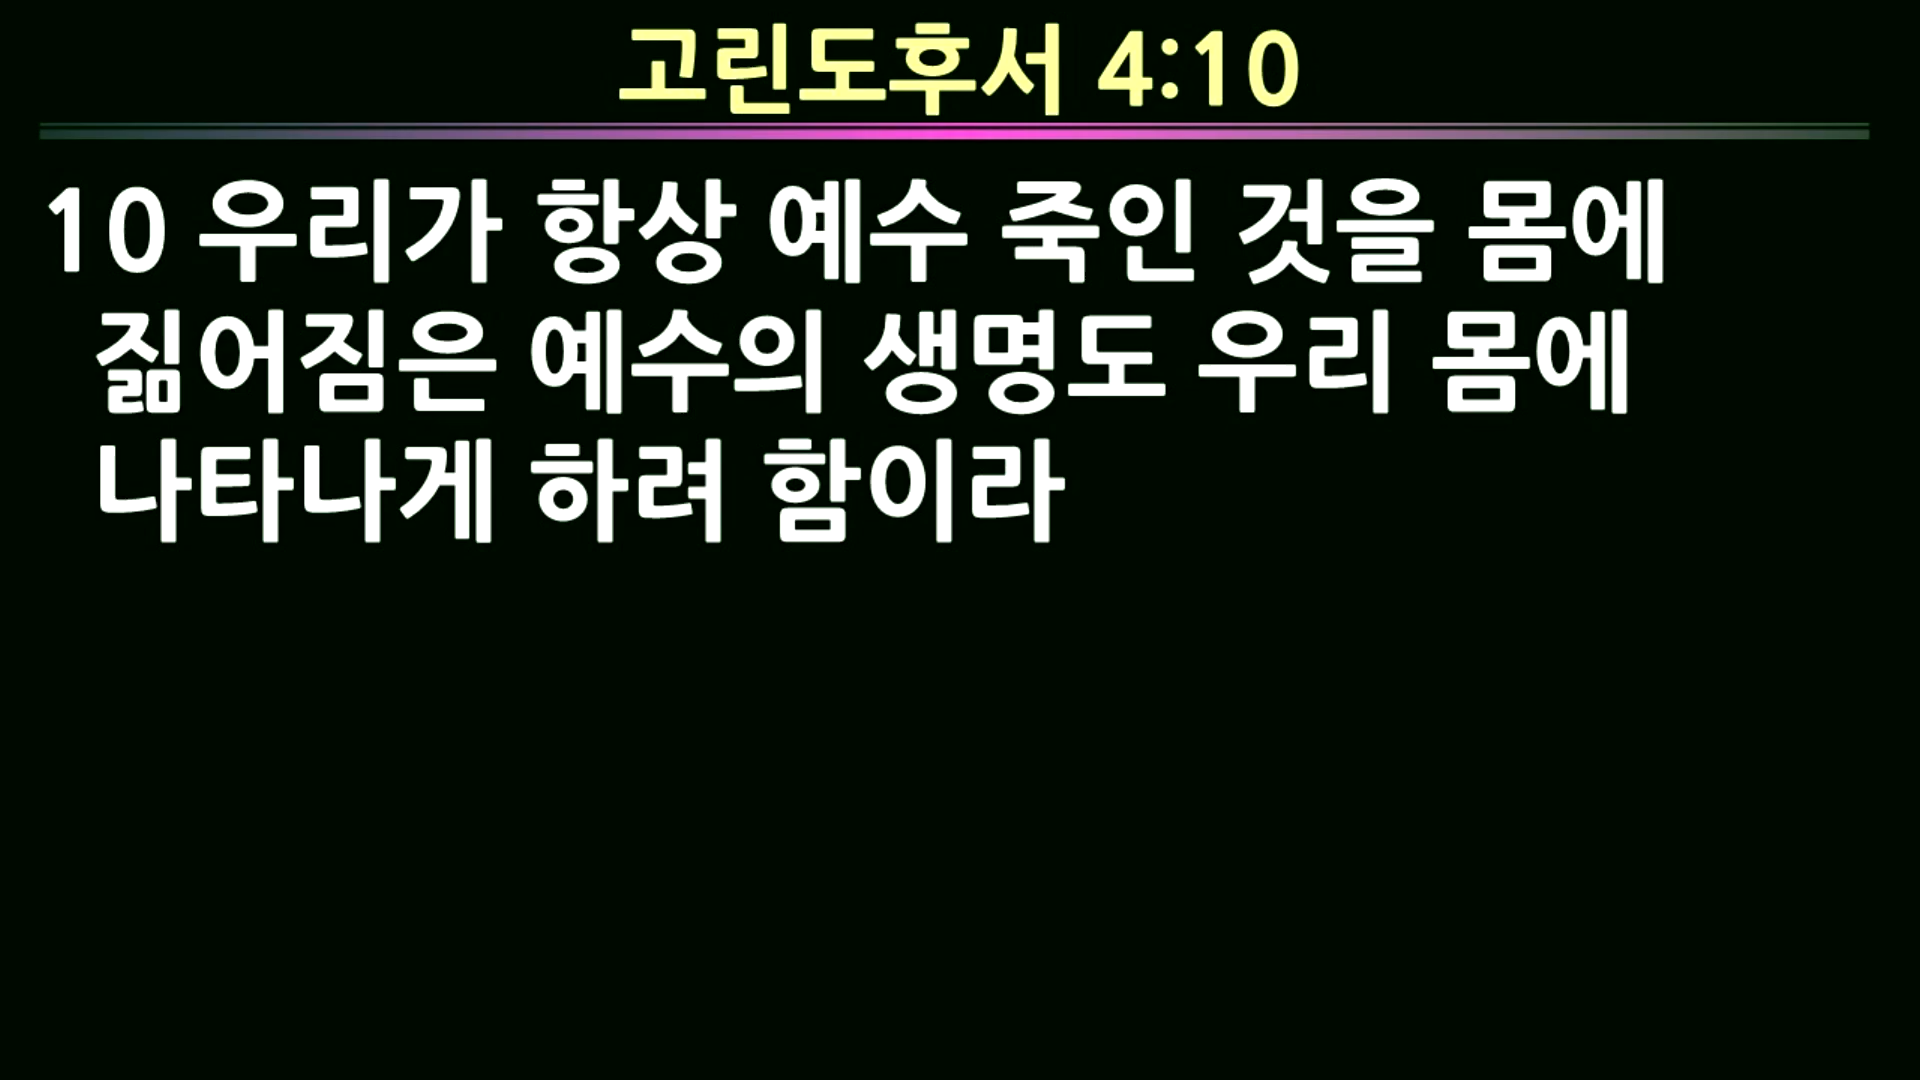 고린도후서 4:10
10 우리가 항상 예수 죽인 것을 몸에
짊어짐은 예수의 생명도 우리 몸에
나타나게 하려 함이라